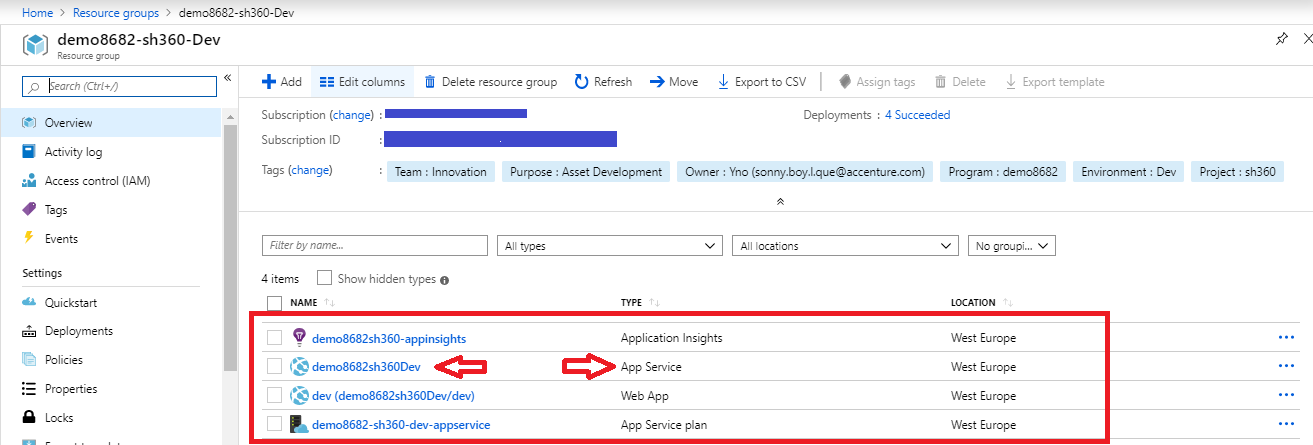 Home > Resource groups > demo8682-sh360-Dev
demo8682-sh360-Dev
Resource group
Search (Ctrl+/)
«
Add Edit columns Delete resource group Refresh Move Export to CSV Assign tags Delete Export template
Subscription (change) : Deployments : 4 Succeeded
Subscription ID :
Tags (change) : Team : Innovation Purpose : Asset Development Owner : Yno (sonny.boy.l.que@accenture.com) Program : demo8682 Environment : Dev Project : sh360
Overview
Activity log
Access control (IAM)
Tags
Events
Settings
Quickstart
Deployments
Policies
Properties
Locks
Filter by name... All types All locations No groupi...
4 items Show hidden types
NAME TYPE LOCATION
demo8682sh360-appinsights Application Insights West Europe ...
demo8682sh360Dev App Service West Europe ...
dev (demo8682sh360Dev/dev) Web App West Europe ...
demo8682-sh360-dev-appservice App Service plan West Europe ...